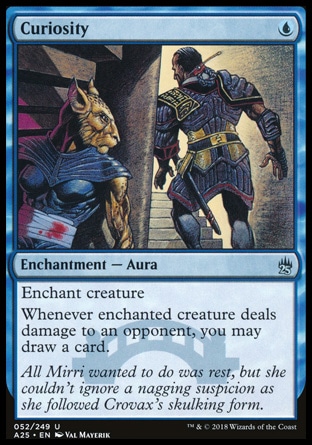 Curiosity
Enchantment — Aura
Enchant creature
Whenever enchanted creature deals
damage to an opponent, you may
draw a card.
All Mirri wanted to do was rest, but she
couldn't ignore a nagging suspicion as
she followed Crovax's skulking form.
052/249 U
A25 • EN Val Mayerik
™ & © 2018 Wizards of the Coast
25